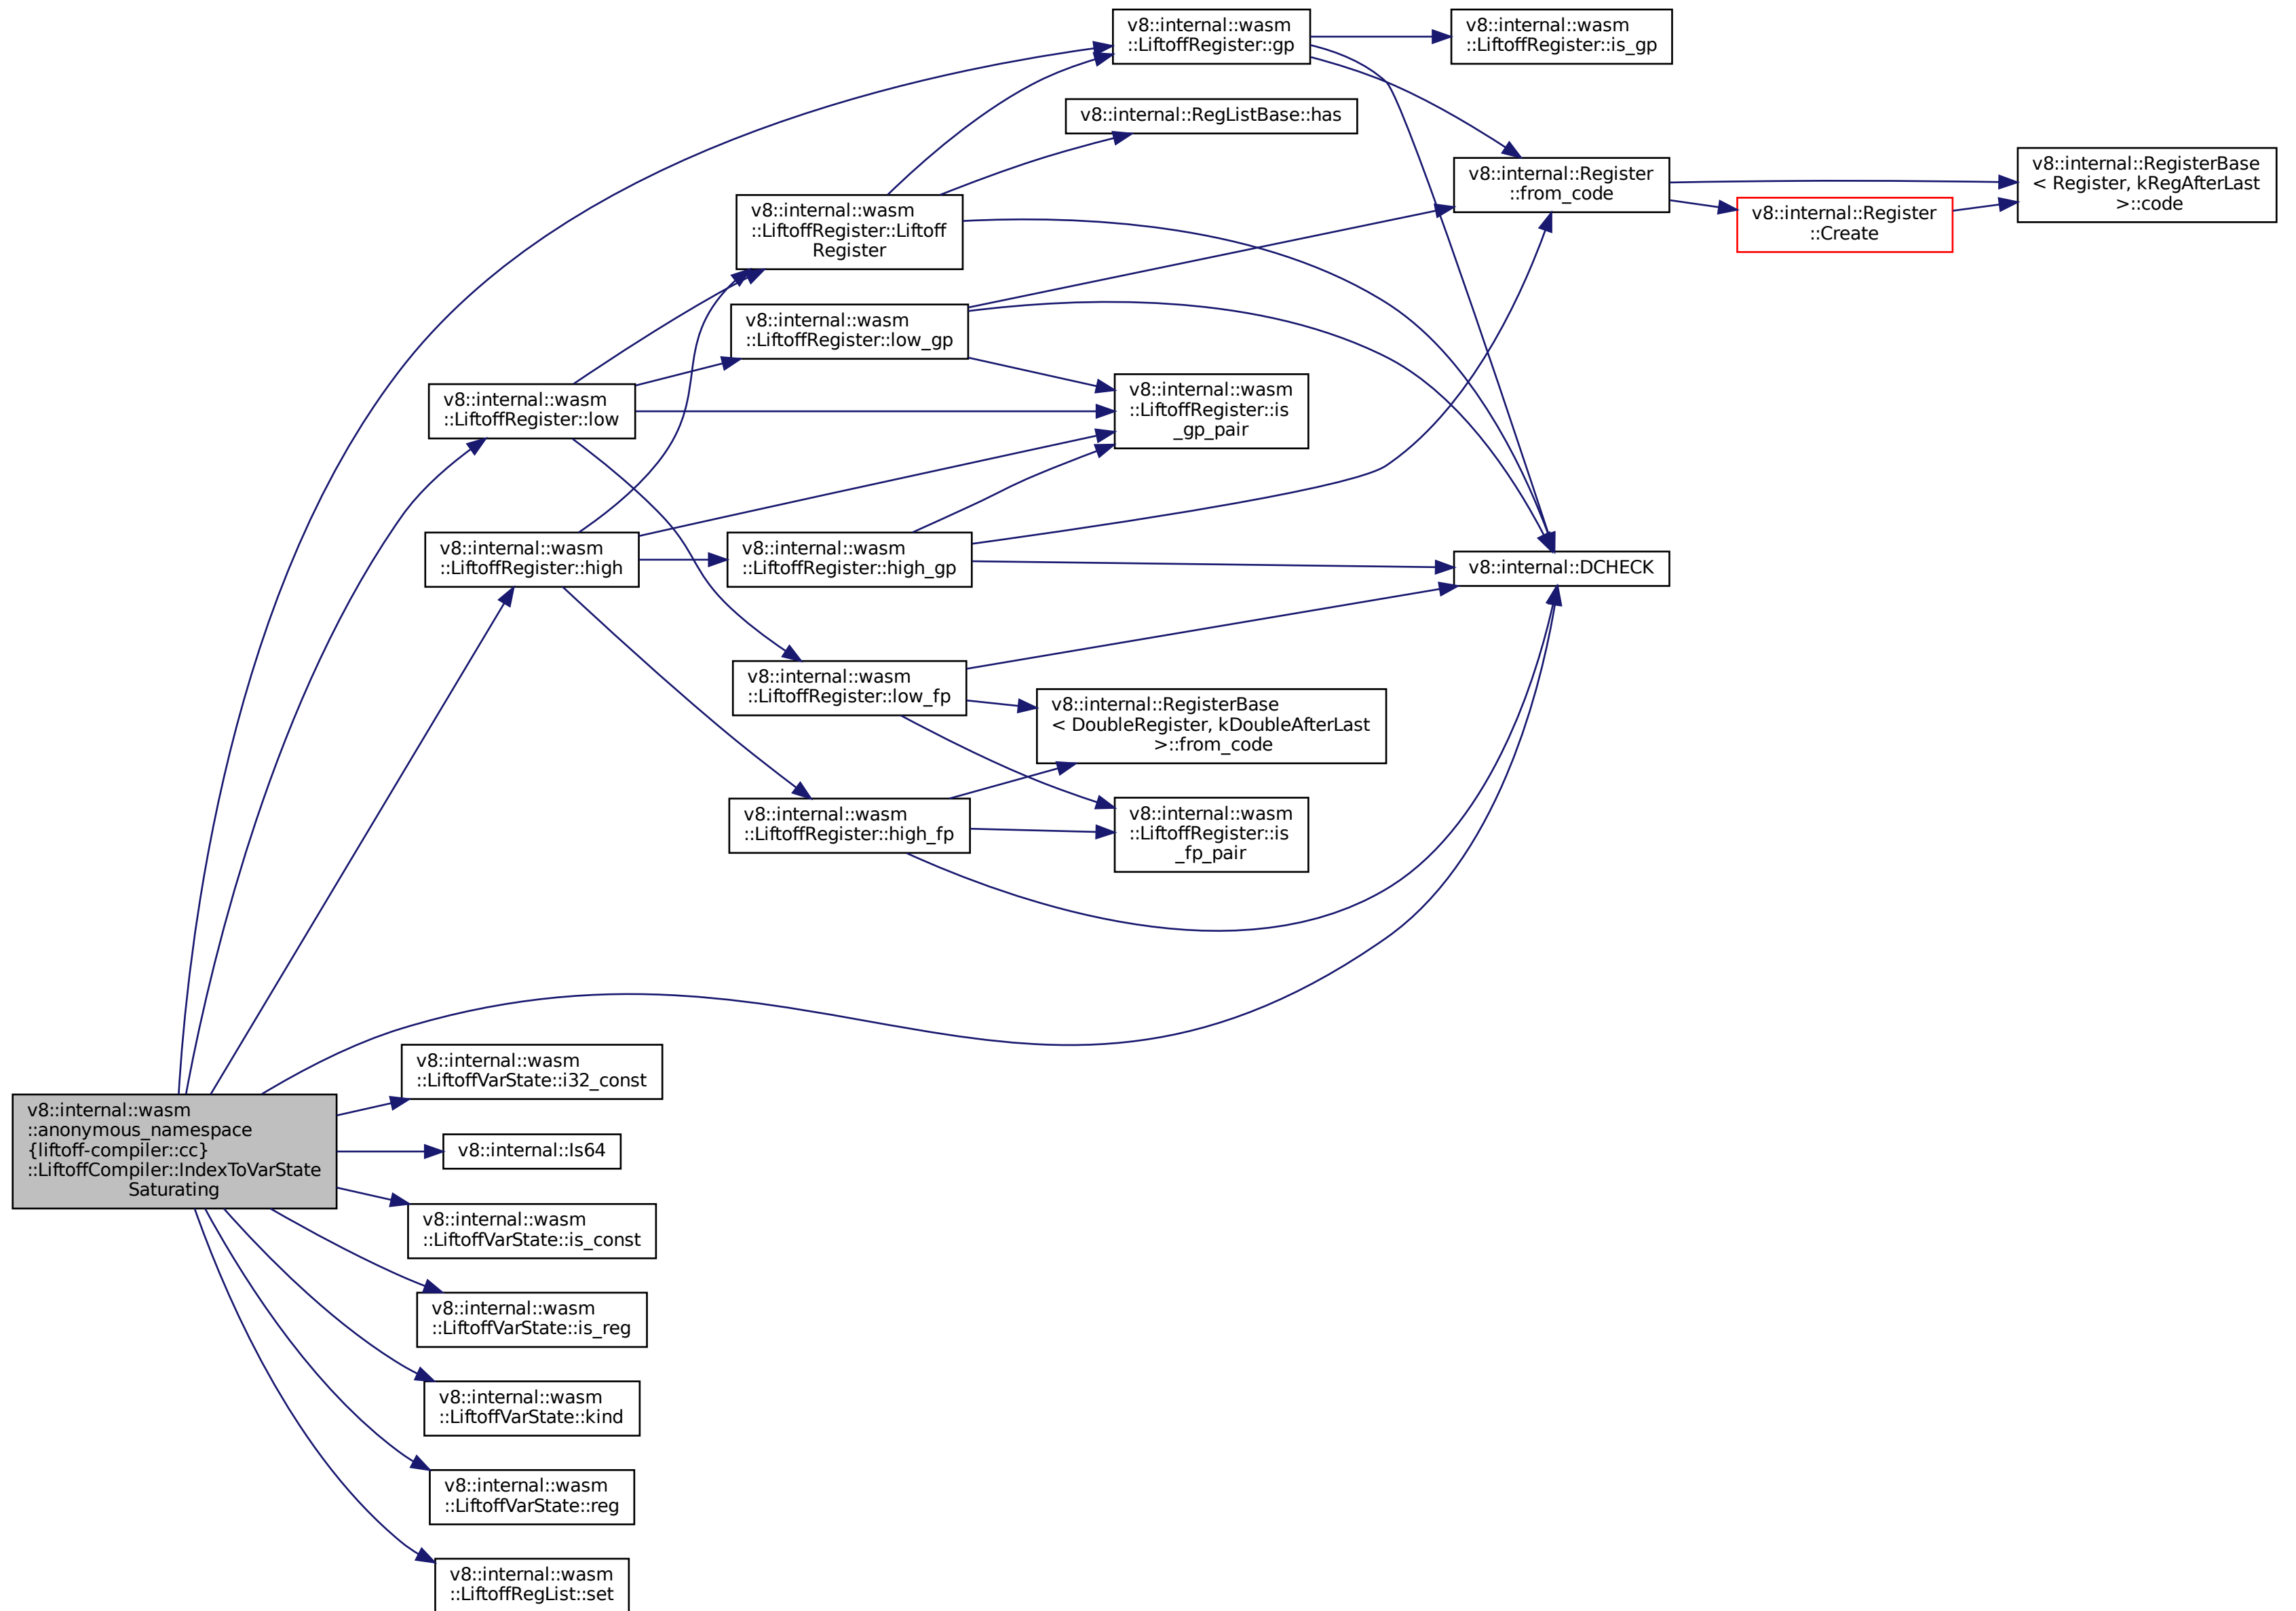 v8::internal::wasm
::LiftoffRegister::gp
v8::internal::wasm
::LiftoffRegister::is_gp
v8::internal::RegListBase::has
v8::internal::Register
::from_code
v8::internal::RegisterBase
< Register, kRegAfterLast
>::code
v8::internal::Register
::Create
v8::internal::wasm
::LiftoffRegister::Liftoff
Register
v8::internal::wasm
::LiftoffRegister::low_gp
v8::internal::wasm
::LiftoffRegister::low
v8::internal::wasm
::LiftoffRegister::is
_gp_pair
v8::internal::wasm
::LiftoffRegister::high
v8::internal::wasm
::LiftoffRegister::high_gp
v8::internal::DCHECK
v8::internal::wasm
::LiftoffRegister::low_fp
v8::internal::RegisterBase
< DoubleRegister, kDoubleAfterLast
>::from_code
v8::internal::wasm
::LiftoffRegister::high_fp
v8::internal::wasm
::LiftoffRegister::is
_fp_pair
v8::internal::wasm
::LiftoffVarState::i32_const
v8::internal::wasm
::anonymous_namespace
{liftoff-compiler::cc}
::LiftoffCompiler::IndexToVarState
Saturating
v8::internal::Is64
v8::internal::wasm
::LiftoffVarState::is_const
v8::internal::wasm
::LiftoffVarState::is_reg
v8::internal::wasm
::LiftoffVarState::kind
v8::internal::wasm
::LiftoffVarState::reg
v8::internal::wasm
::LiftoffRegList::set